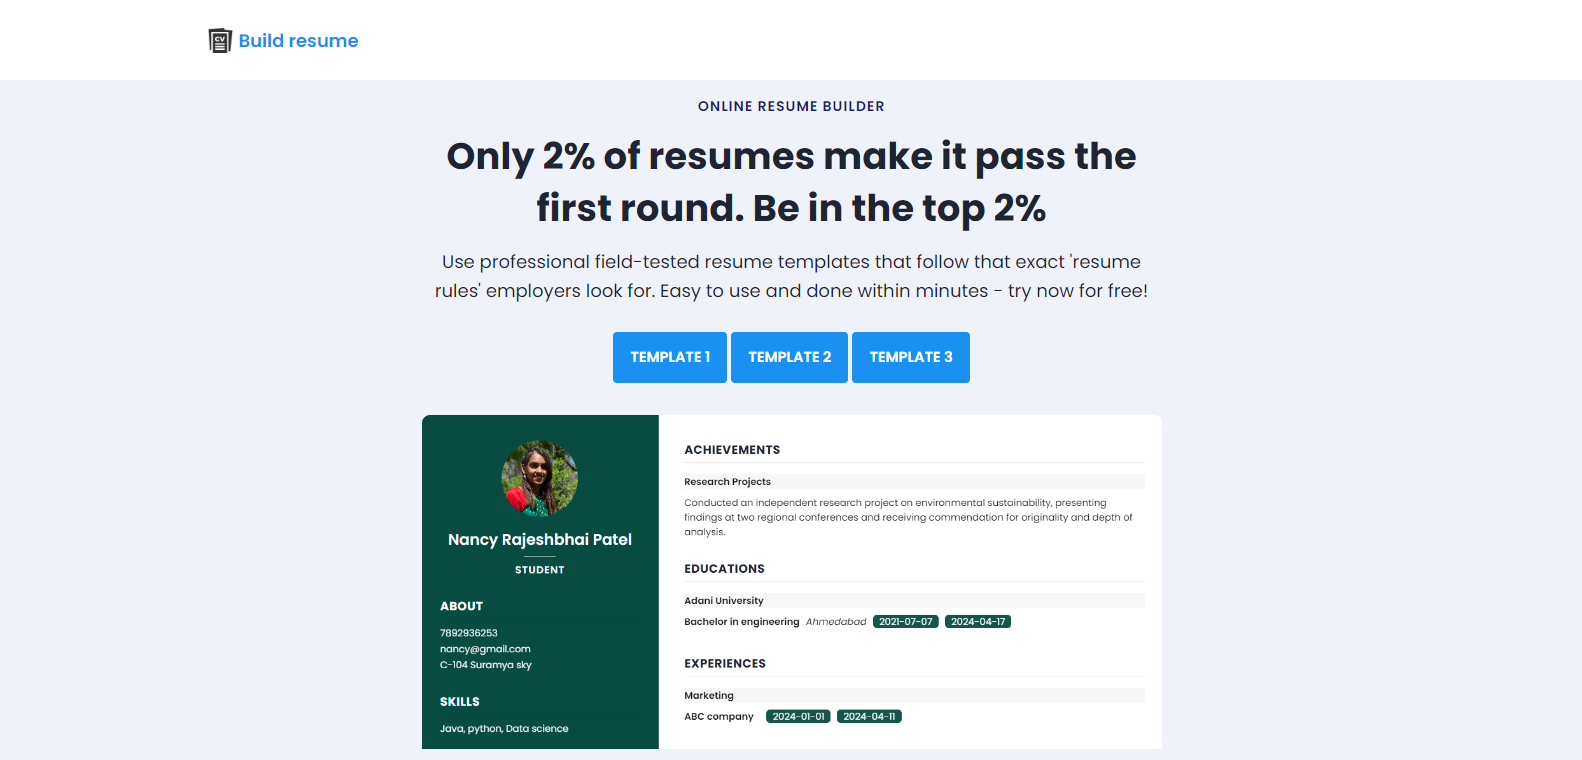 CV
Build resume
ONLINE RESUME BUILDER
Only 2% of resumes make it pass the
first round. Be in the top 2%
Use professional field-tested resume templates that follow that exact 'resume
rules' employers look for. Easy to use and done within minutes - try now for free!
TEMPLATE 1 TEMPLATE 2 TEMPLATE 3
Nancy Rajeshbhai Patel
STUDENT
ABOUT
7892936253
nancy@gmail.com
C-104 Suramya sky
SKILLS
Java, python, Data science
ACHIEVEMENTS
Research Projects
Conducted an independent research project on environmental sustainability, presenting
findings at two regional conferences and receiving commendation for originality and depth of
analysis.
EDUCATIONS
Adani University
Bachelor in engineering Ahmedabad 2021-07-07 2024-04-17
EXPERIENCES
Marketing
ABC company 2024-01-01 2024-04-11